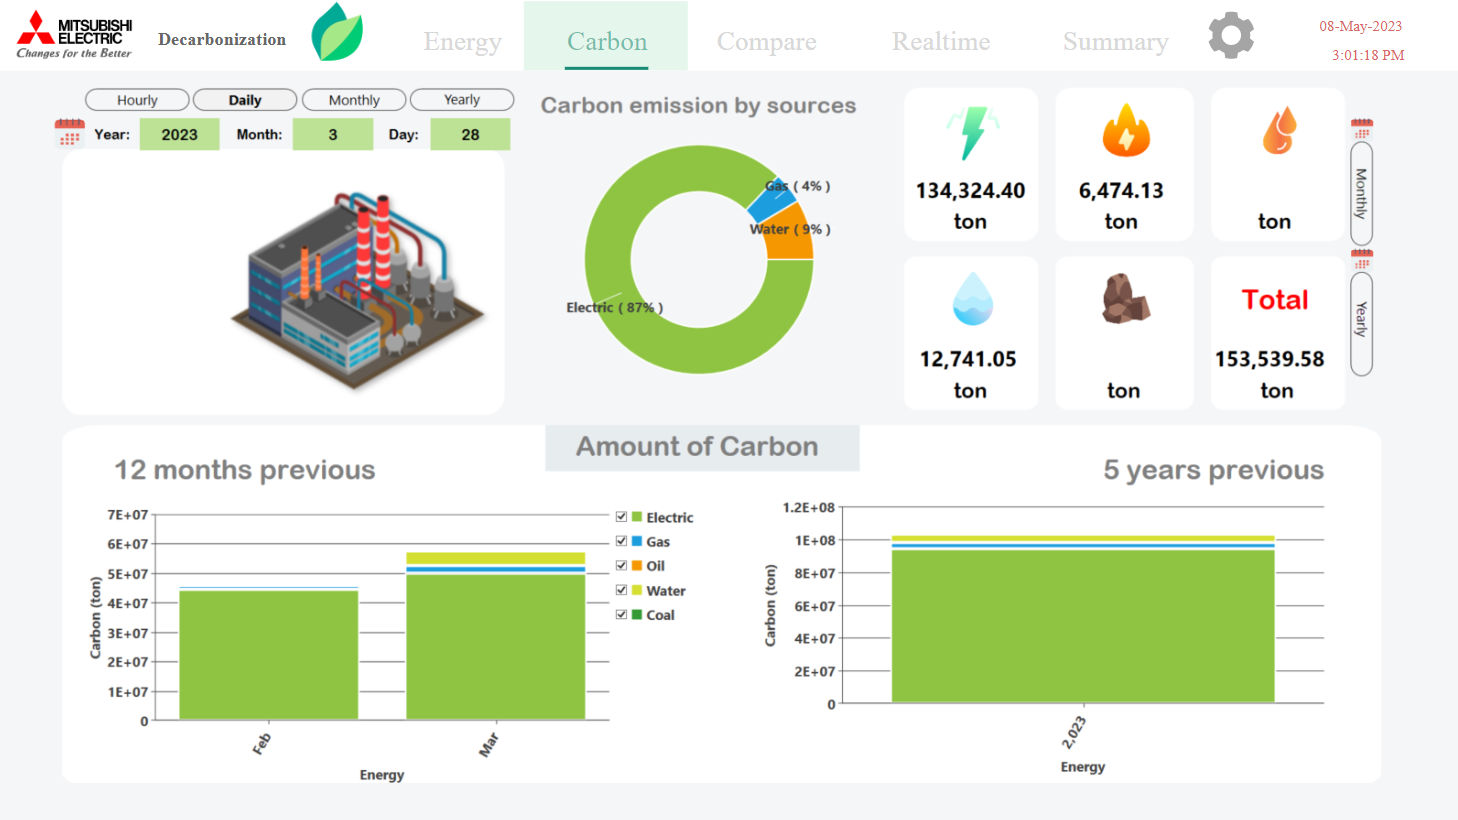 MITSUBISHI
ELECTRIC
Changes for the Better
Decarbonization
Energy
Carbon
Compare
Realtime
Summary
08-May-2023
3:01:18 PM
Hourly
Daily
Monthly
Yearly
Year:
2023
Month:
3
Day:
28
Carbon emission by sources
Gas ( 4% )
Water ( 9% )
Electric ( 87% )
134,324.40
ton
6,474.13
ton
ton
12,741.05
ton
ton
Total
153,539.58
ton
Monthly
Yearly
Amount of Carbon
12 months previous
7E+07
6E+07
5E+07
4E+07
3E+07
2E+07
1E+07
0
Carbon (ton)
Feb
Mar
Energy
Electric
Gas
Oil
Water
Coal
5 years previous
1.2E+08
1E+08
8E+07
6E+07
4E+07
2E+07
0
Carbon (ton)
2,023
Energy